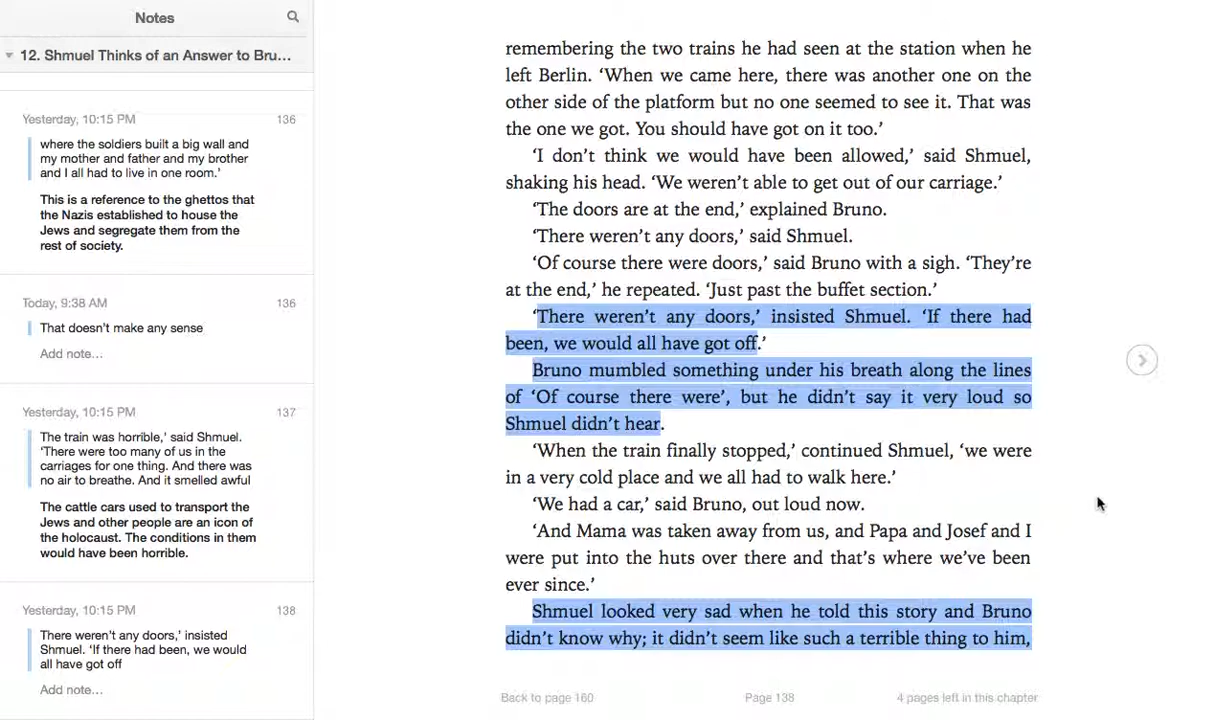 Notes
12. Shmuel Thinks of an Answer to Bru...
Yesterday, 10:15 PM 136
where the soldiers built a big wall and
my mother and father and my brother
and I all had to live in one room.’
This is a reference to the ghettos that
the Nazis established to house the
Jews and segregate them from the
rest of society.
Today, 9:38 AM 136
That doesn’t make any sense
Add note...
Yesterday, 10:15 PM 137
The train was horrible,’ said Shmuel.
‘There were too many of us in the
carriages for one thing. And there was
no air to breathe. And it smelled awful
The cattle cars used to transport the
Jews and other people are an icon of
the holocaust. The conditions in them
would have been horrible.
Yesterday, 10:15 PM 138
There weren’t any doors,’ insisted
Shmuel. ‘If there had been, we would
all have got off
Add note...
remembering the two trains he had seen at the station when he
left Berlin. ‘When we came here, there was another one on the
other side of the platform but no one seemed to see it. That was
the one we got. You should have got on it too.’
‘I don’t think we would have been allowed,’ said Shmuel,
shaking his head. ‘We weren’t able to get out of our carriage.’
‘The doors are at the end,’ explained Bruno.
‘There weren’t any doors,’ said Shmuel.
‘Of course there were doors,’ said Bruno with a sigh. ‘They’re
at the end,’ he repeated. ‘Just past the buffet section.’
‘There weren’t any doors,’ insisted Shmuel. ‘If there had
been, we would all have got off.’
Bruno mumbled something under his breath along the lines
of ‘Of course there were’, but he didn’t say it very loud so
Shmuel didn’t hear.
‘When the train finally stopped,’ continued Shmuel, ‘we were
in a very cold place and we all had to walk here.’
‘We had a car,’ said Bruno, out loud now.
‘And Mama was taken away from us, and Papa and Josef and I
were put into the huts over there and that’s where we’ve been
ever since.’
Shmuel looked very sad when he told this story and Bruno
didn’t know why; it didn’t seem like such a terrible thing to him,
Back to page 160 Page 138 4 pages left in this chapter